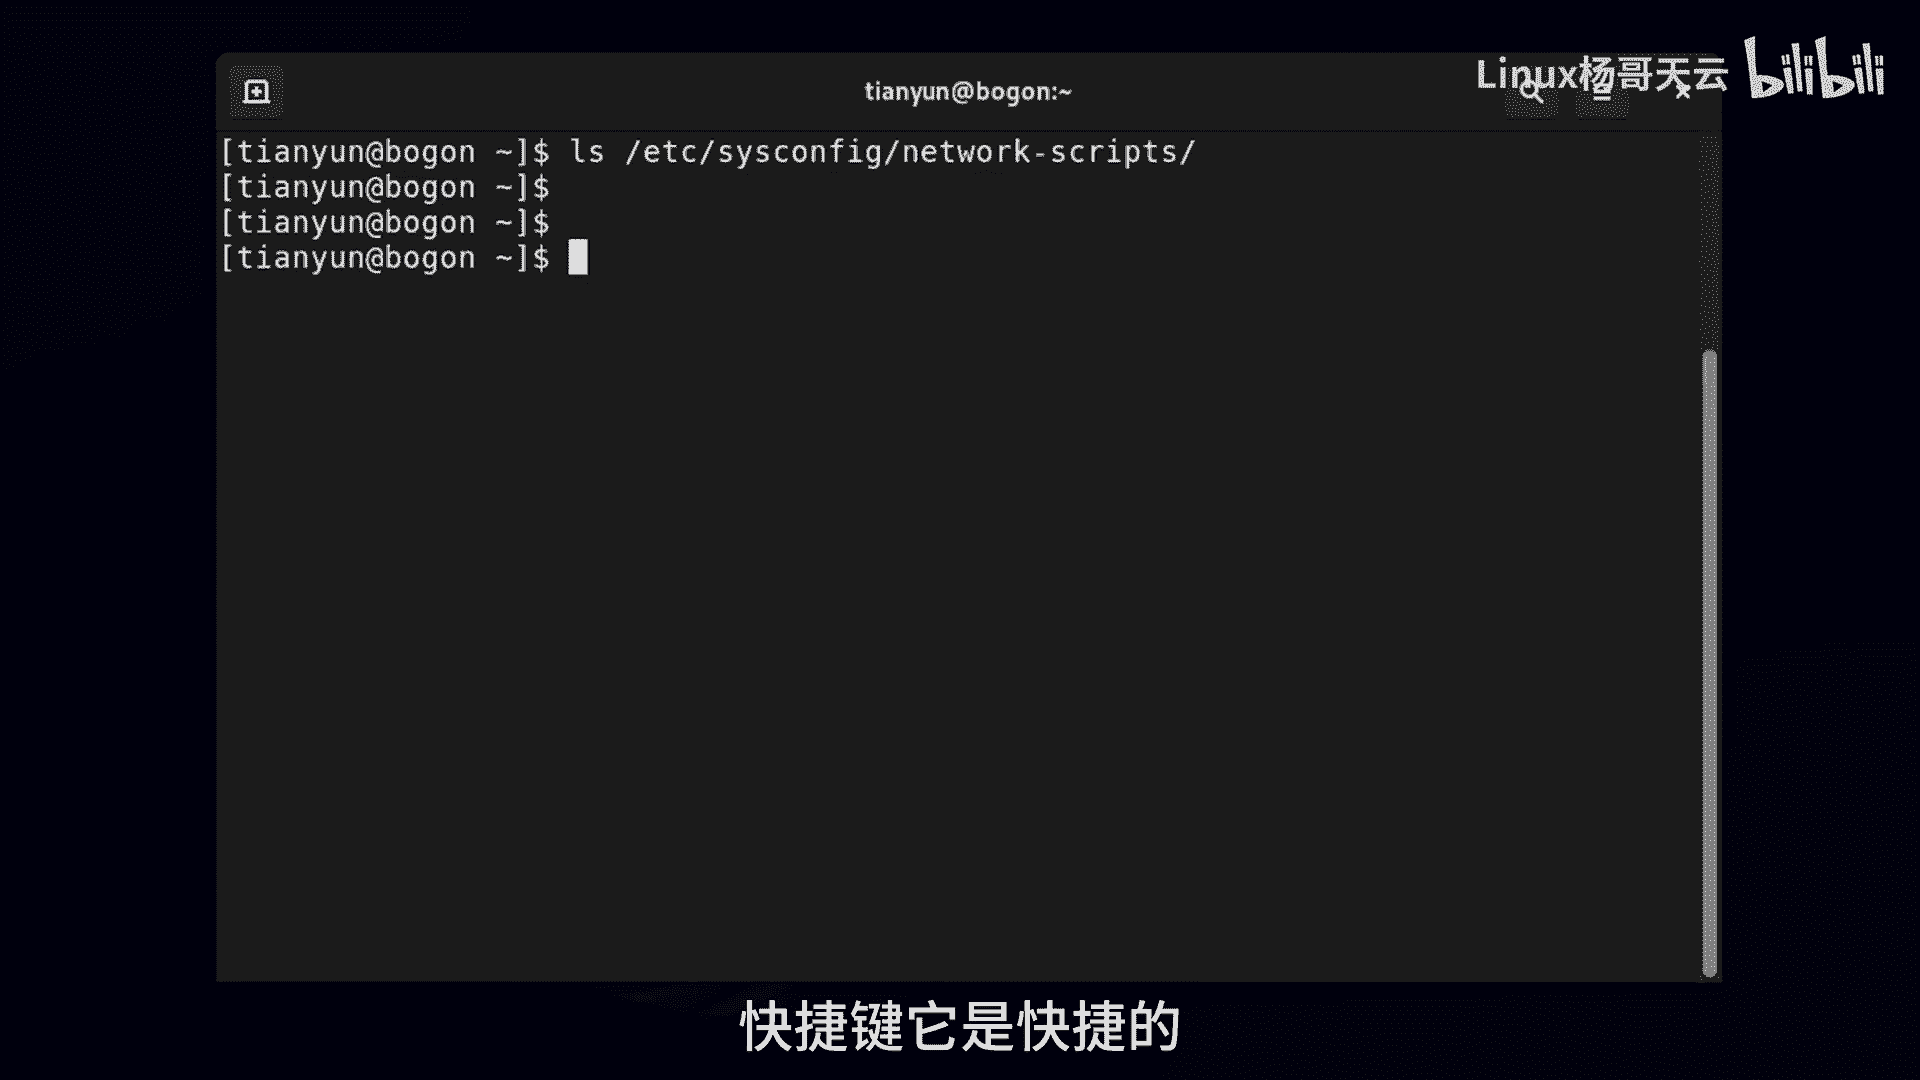 Linux杨哥天云 bilibili
tianyun@bogon:~
[tianyun@bogon ~]$ ls /etc/sysconfig/network-scripts/
[tianyun@bogon ~]$
[tianyun@bogon ~]$
[tianyun@bogon ~]$
快捷键它是快捷的